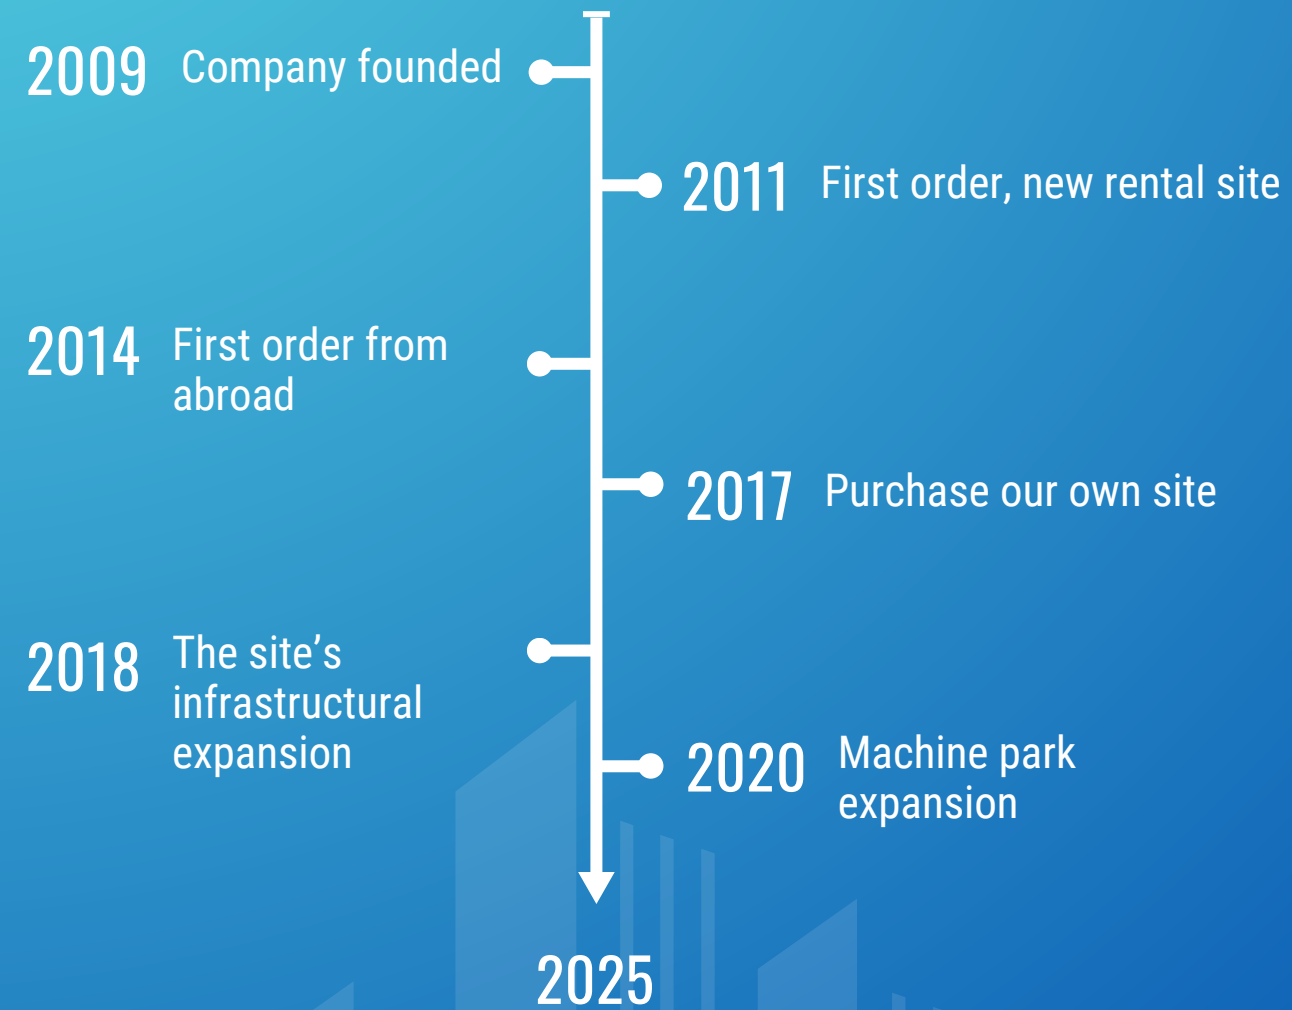 2009 Company founded
2011 First order, new rental site
2014 First order from
abroad
2017 Purchase our own site
2018 The site’s
infrastructural
expansion
2020 Machine park
expansion
2025